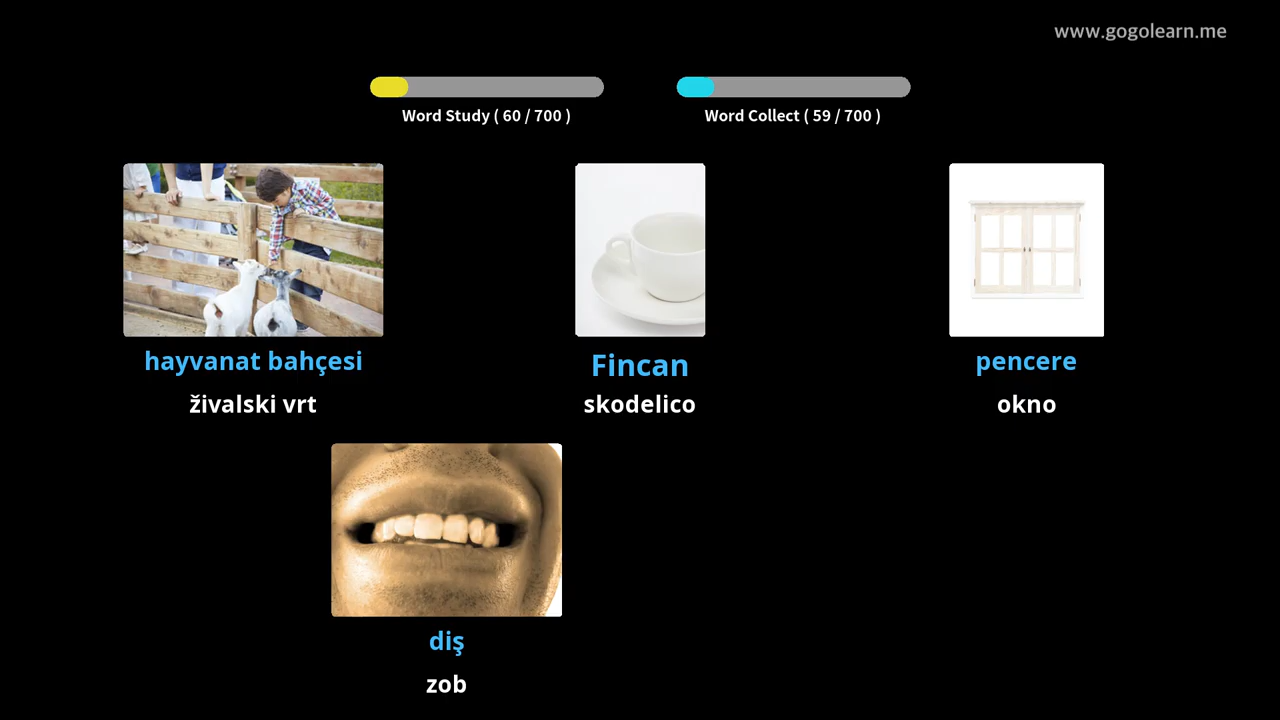 www.gogolearn.me
Word Study ( 60 / 700 )
Word Collect ( 59 / 700 )
hayvanat bahçesi
živalski vrt
Fincan
skodelico
pencere
okno
diş
zob